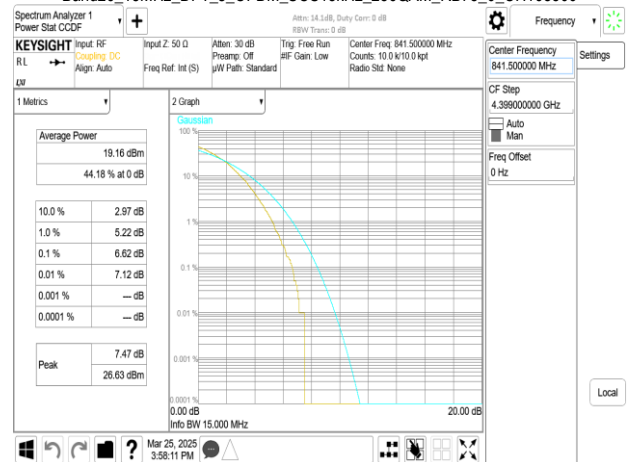 Spectrum Analyzer 1
Power Stat CCDF
Attn: 14.1dB, Duty Corr: 0 dB
RBW Trans: 0 dB
Frequency
KEYSIGHT
RL
LXI
Input: RF
Coupling: DC
Align: Auto
Input Z: 50 Ω
Freq Ref: Int (S)
Atten: 30 dB
Preamp: Off
µW Path: Standard
Trig: Free Run
#IF Gain: Low
Center Freq: 841.500000 MHz
Counts: 10.0 k/10.0 kpt
Radio Std: None
Center Frequency
841.500000 MHz
Settings
CF Step
4.399000000 GHz
Auto
Man
Freq Offset
0 Hz
1 Metrics
Average Power
19.16 dBm
44.18 % at 0 dB
10.0 % 2.97 dB
1.0 % 5.22 dB
0.1 % 6.62 dB
0.01 % 7.12 dB
0.001 % --- dB
0.0001 % --- dB
Peak 7.47 dB
26.63 dBm
2 Graph
Gaussian
100 %
10 %
1 %
0.1 %
0.01 %
0.001 %
0.0001 %
0.00 dB
20.00 dB
Info BW 15.000 MHz
Local
Mar 25, 2025
3:58:11 PM